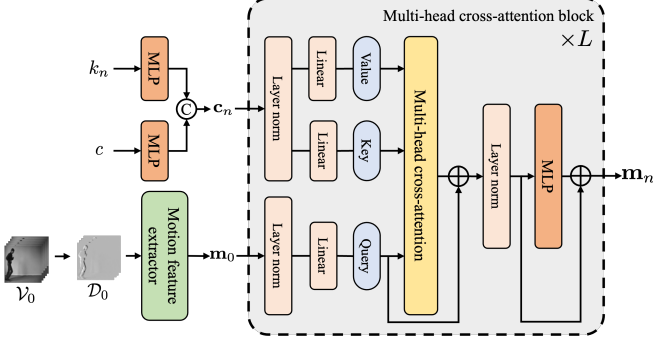 Multi-head cross-attention block
×L
k_n
MLP
c
MLP
C
c_n
Layer norm
Linear
Value
Linear
Key
Multi-head cross-attention
Layer norm
MLP
m_n
V_0
D_0
Motion feature
extractor
m_0
Layer norm
Linear
Query